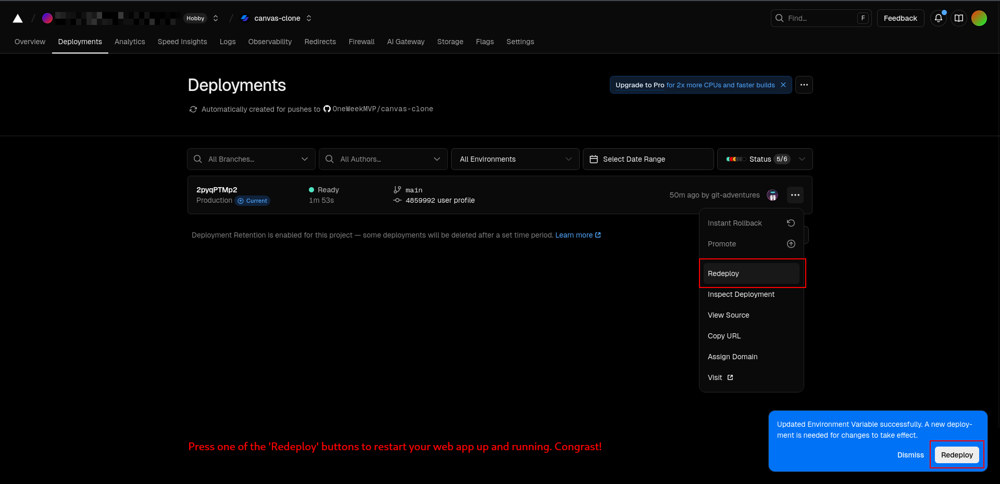 Hobby
canvas-clone
Find...
F
Feedback
Overview
Deployments
Analytics
Speed Insights
Logs
Observability
Redirects
Firewall
AI Gateway
Storage
Flags
Settings
Deployments
Upgrade to Pro for 2x more CPUs and faster builds
Automatically created for pushes to OneWeekMVP/canvas-clone
All Branches...
All Authors...
All Environments
Select Date Range
Status 5/6
2pyqPTMp2
Production Current
Ready
1m 53s
main
4859992 user profile
50m ago by git-adventures
Deployment Retention is enabled for this project — some deployments will be deleted after a set time period. Learn more
Instant Rollback
Promote
Redeploy
Inspect Deployment
View Source
Copy URL
Assign Domain
Visit
Updated Environment Variable successfully. A new deploy-
ment is needed for changes to take effect.
Dismiss
Redeploy
Press one of the 'Redeploy' buttons to restart your web app up and running. Congrast!